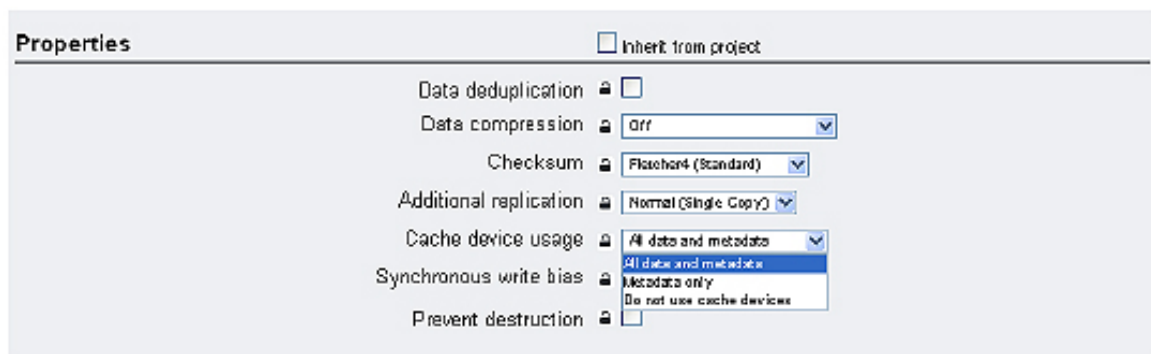 Properties
Inherit from project
Data deduplication
Data compression Off
Checksum Fletcher4 (Standard)
Additional replication Normal (Single Copy)
Cache device usage All data and metadata
All data and metadata
Synchronous write bias Metadata only
Do not use cache devices
Prevent destruction